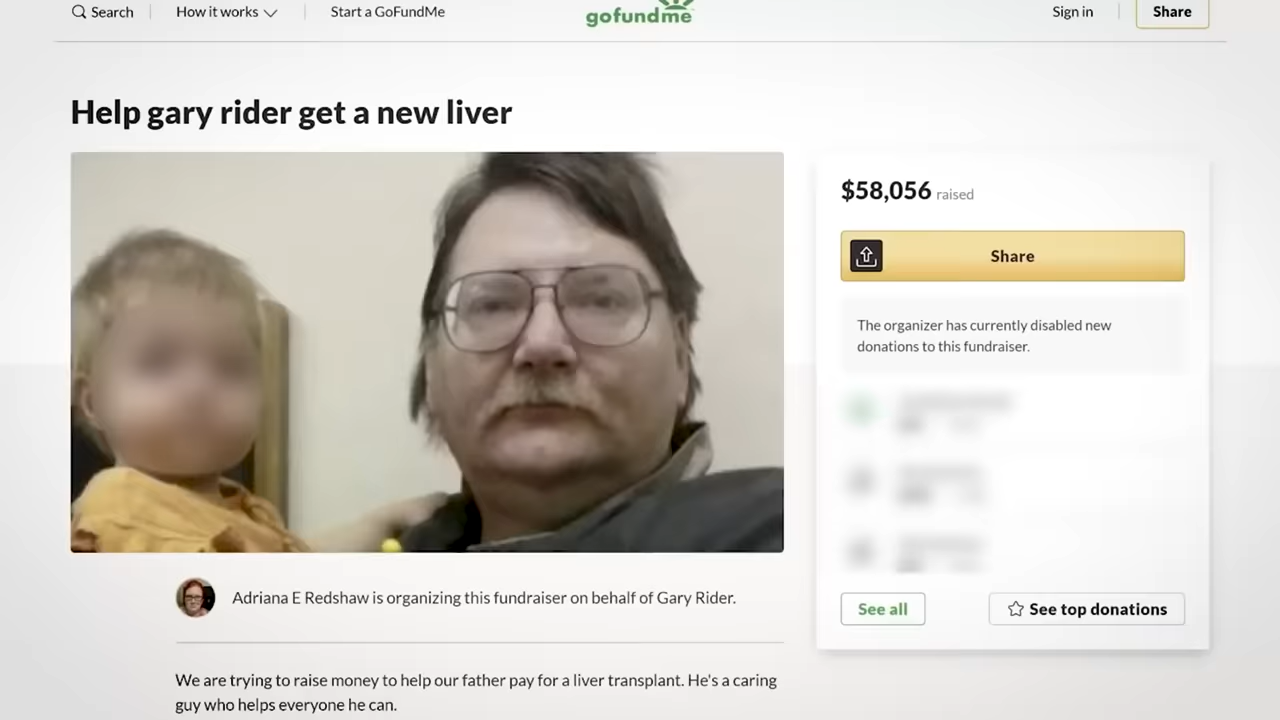 Search
How it works
Start a GoFundMe
gofundme
Sign in
Share
Help gary rider get a new liver
$58,056 raised
Share
The organizer has currently disabled new
donations to this fundraiser.
See all
See top donations
Adriana E Redshaw is organizing this fundraiser on behalf of Gary Rider.
We are trying to raise money to help our father pay for a liver transplant. He's a caring
guy who helps everyone he can.